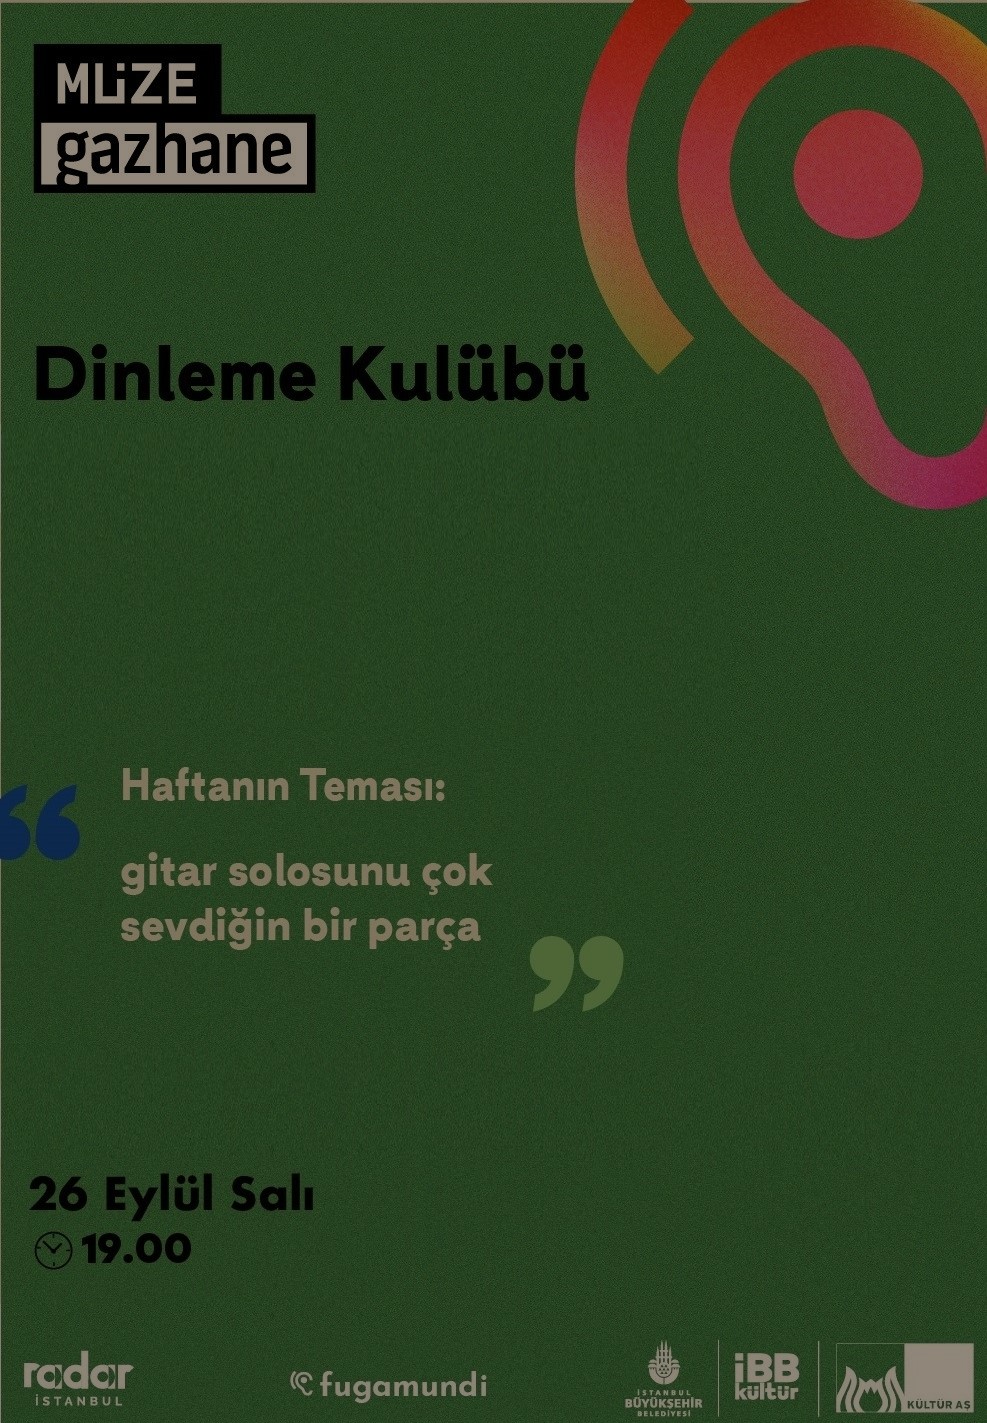 MÜZE
gazhane
Dinleme Kulübü
Haftanın Teması:
gitar solosunu çok
sevdiğin bir parça
26 Eylül Salı
19.00
radar
İSTANBUL
fugamundi
İSTANBUL
BÜYÜKŞEHİR
BELEDİYESİ
iBB
kültür
KÜLTÜR AŞ